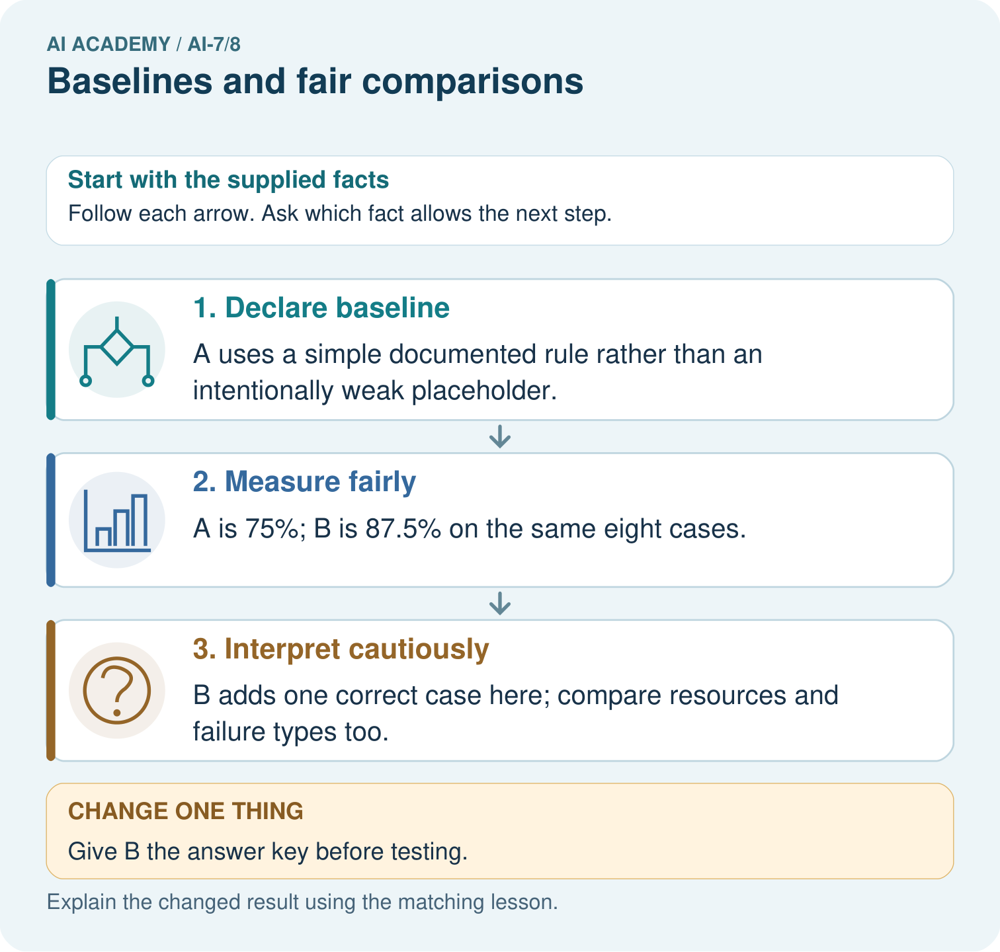 AI ACADEMY / AI-7/8
Baselines and fair comparisons
Start with the supplied facts
Follow each arrow. Ask which fact allows the next step.
1. Declare baseline
A uses a simple documented rule rather than an
intentionally weak placeholder.
2. Measure fairly
A is 75%; B is 87.5% on the same eight cases.
3. Interpret cautiously
B adds one correct case here; compare resources and
failure types too.
CHANGE ONE THING
Give B the answer key before testing.
Explain the changed result using the matching lesson.